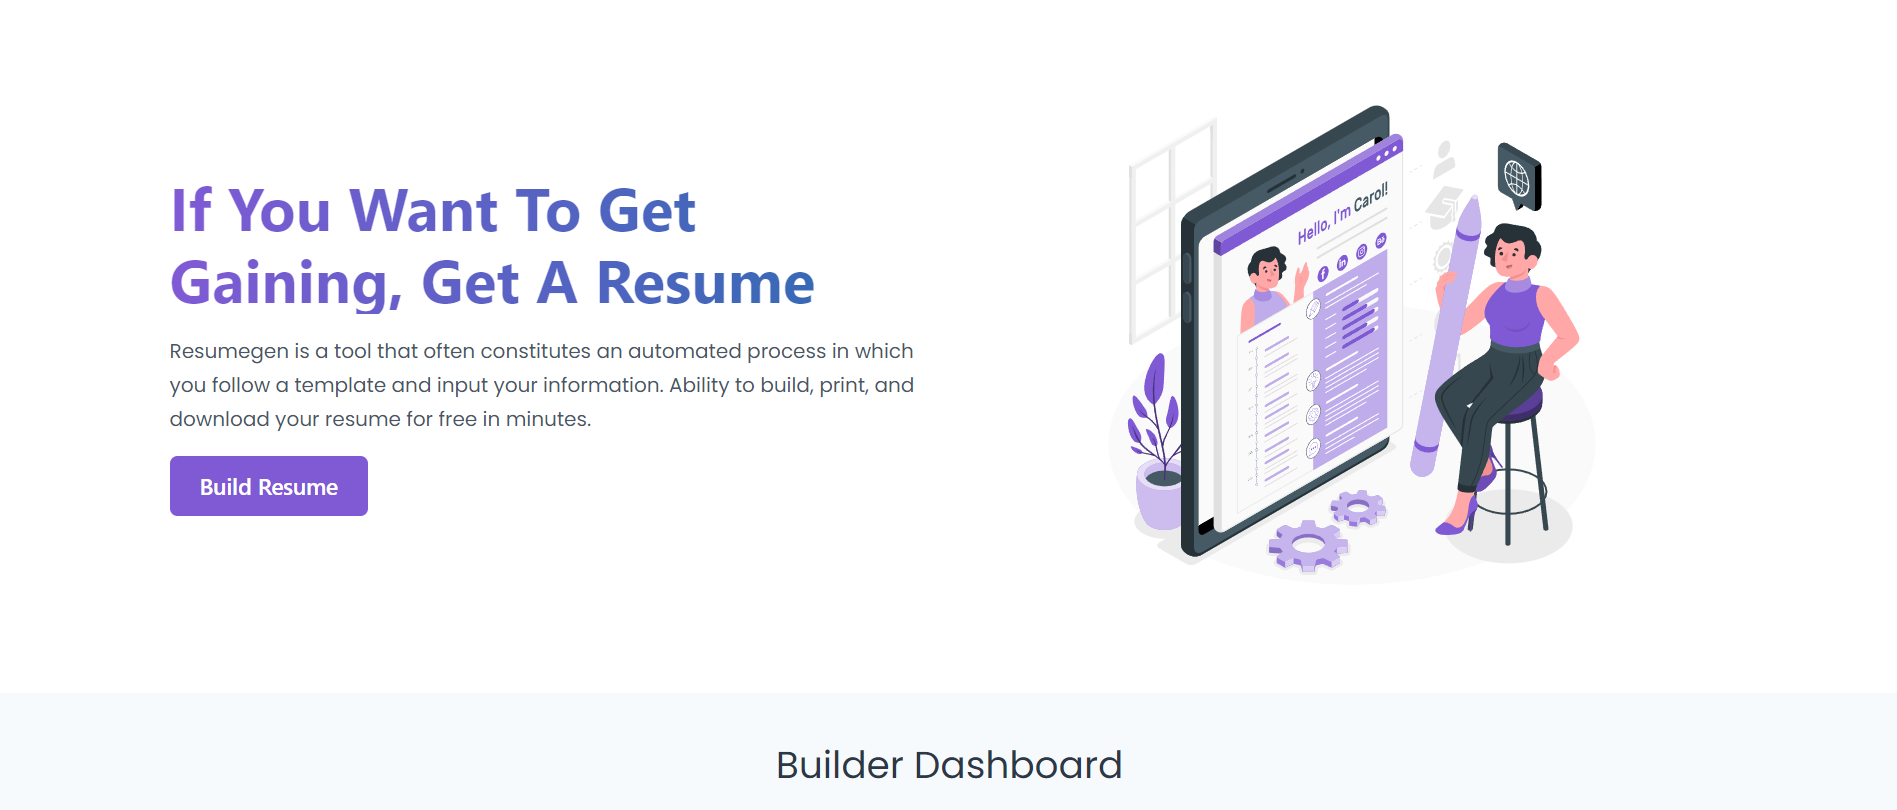 If You Want To Get
Gaining, Get A Resume
Resumegen is a tool that often constitutes an automated process in which
you follow a template and input your information. Ability to build, print, and
download your resume for free in minutes.
Build Resume
Hello, I'm Carol!
f
in
Bē
Builder Dashboard